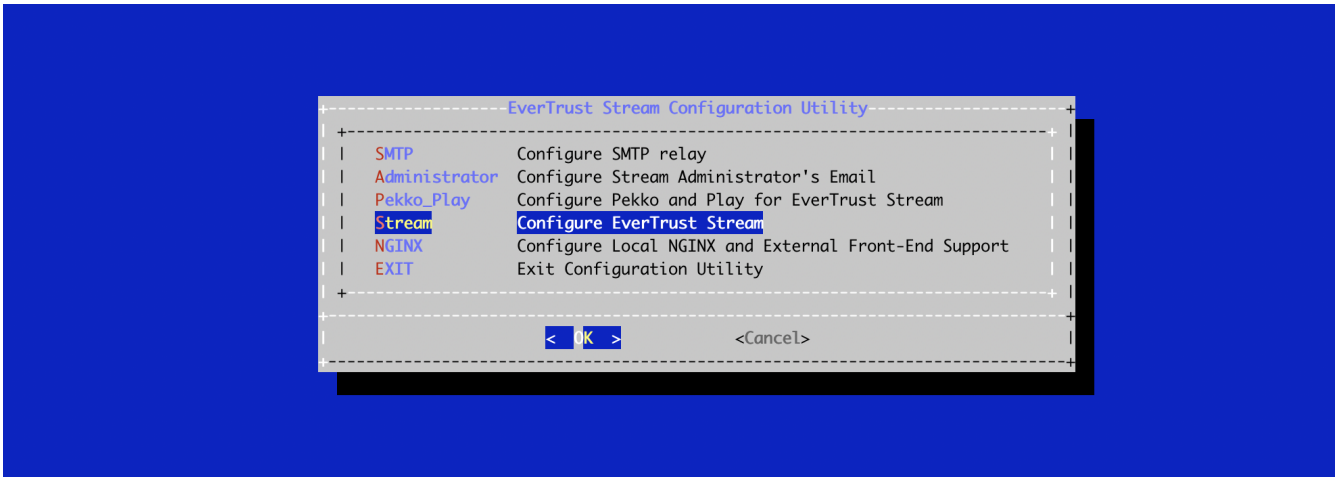 EverTrust Stream Configuration Utility
SMTP Configure SMTP relay
Administrator Configure Stream Administrator's Email
Pekko_Play Configure Pekko and Play for EverTrust Stream
Stream Configure EverTrust Stream
NGINX Configure Local NGINX and External Front-End Support
EXIT Exit Configuration Utility
< OK > <Cancel>